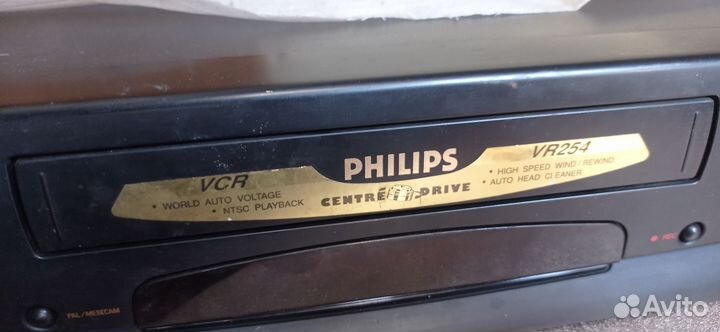 PHILIPS
VCR
VR254
• WORLD AUTO VOLTAGE
• NTSC PLAYBACK
CENTRE DRIVE
• HIGH SPEED WIND/REWIND
• AUTO HEAD CLEANER
REC
PAL/MESECAM
Avito